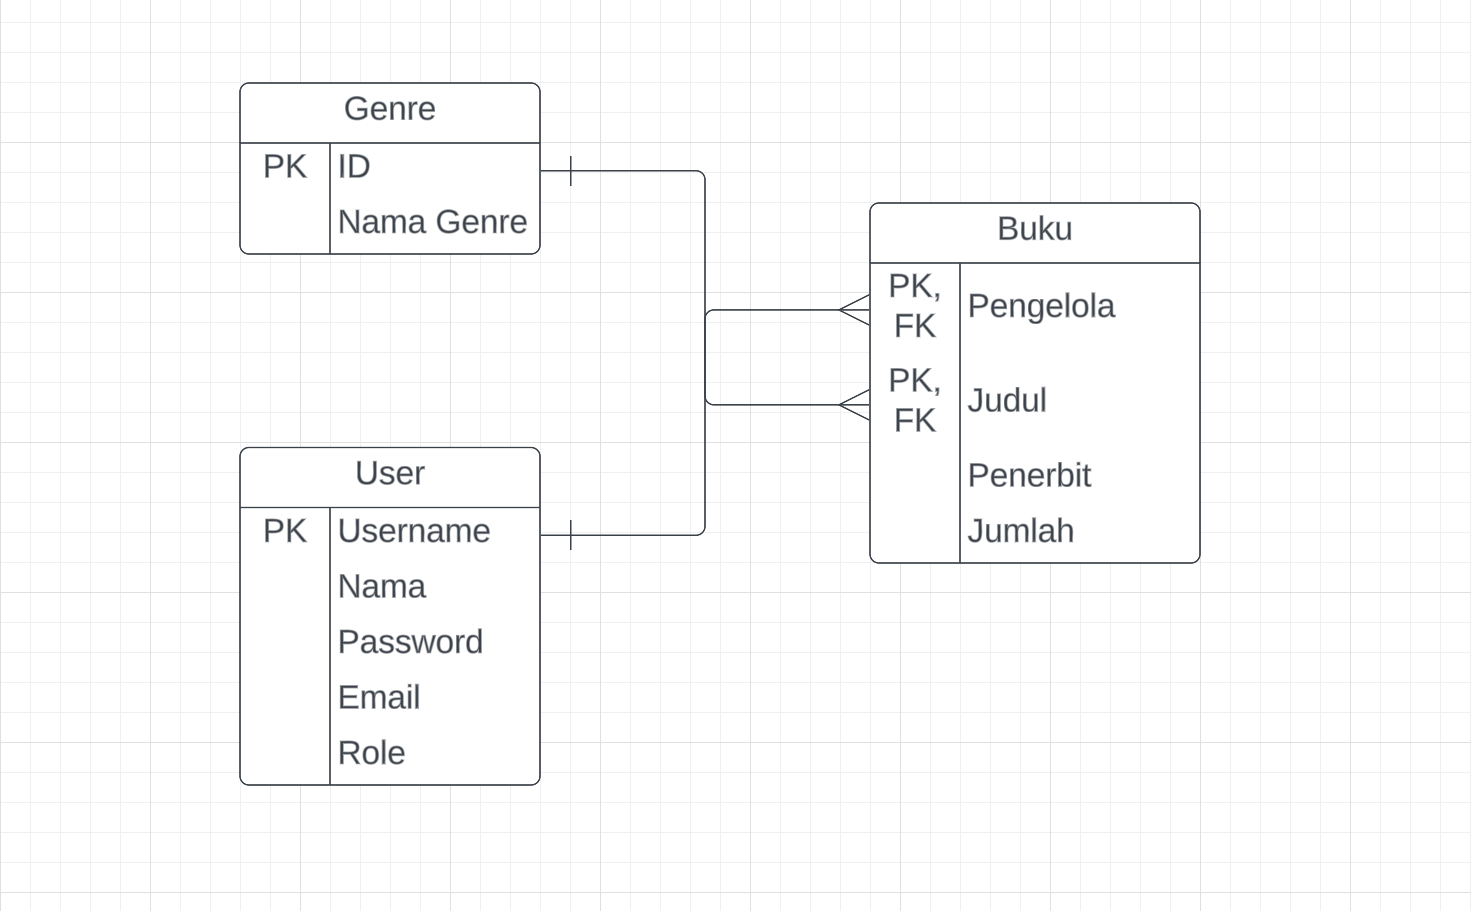 Genre
PK ID
Nama Genre
Buku
PK, FK Pengelola
PK, FK Judul
Penerbit
Jumlah
User
PK Username
Nama
Password
Email
Role